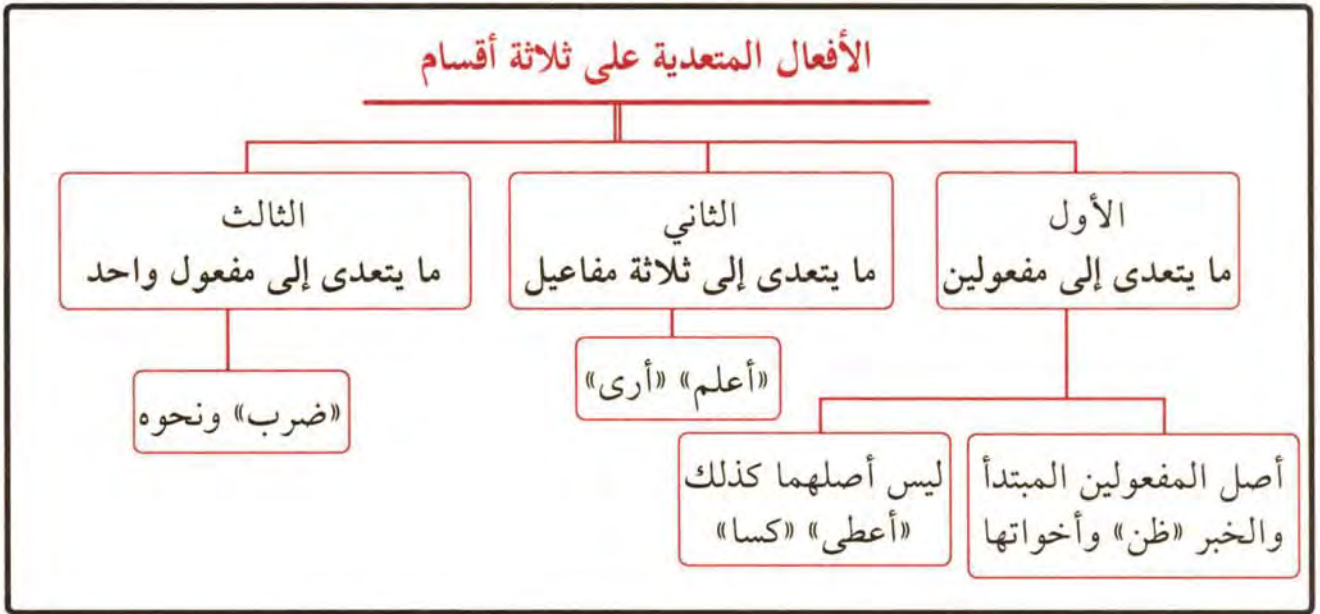 الأفعال المتعدية على ثلاثة أقسام
الأول
ما يتعدى إلى مفعولين
الثاني
ما يتعدى إلى ثلاثة مفاعيل
الثالث
ما يتعدى إلى مفعول واحد
أصل المفعولين المبتدأ
والخبر «ظن» وأخواتها
ليس أصلهما كذلك
«أعطى» «كسا»
«أعلم» «أرى»
«ضرب» ونحوه